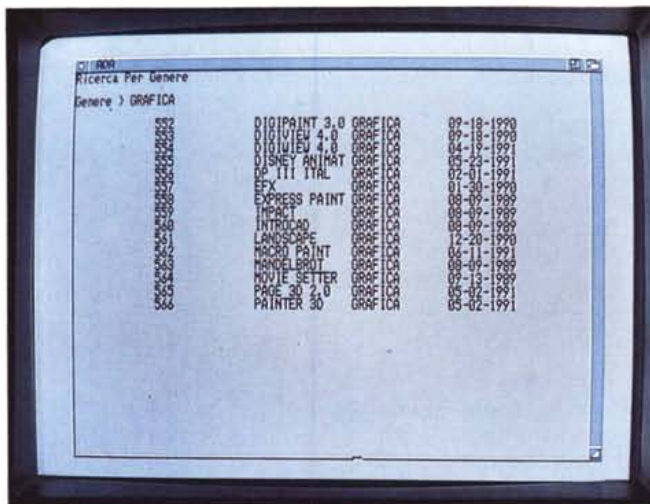 ADA
Ricerca Per Genere
Genere > GRAFICA
552 DIGIPAINT 3.0 GRAFICA 09-18-1990
553 DIGIVIEW 4.0 GRAFICA 09-18-1990
554 DIGIWIEW 4.0 GRAFICA 04-19-1991
555 DISNEY ANIMAT GRAFICA 05-23-1991
556 DP III ITAL GRAFICA 02-01-1991
557 EFX GRAFICA 01-30-1990
558 EXPRESS PAINT GRAFICA 08-09-1989
559 IMPACT GRAFICA 08-09-1989
560 INTROCAD GRAFICA 08-09-1989
561 LANDSCAPE GRAFICA 12-20-1990
562 MACRO PAINT GRAFICA 06-11-1991
563 MANDELBROT GRAFICA 08-09-1989
564 MOVIE SETTER GRAFICA 09-13-1989
565 PAGE 3D 2.0 GRAFICA 05-02-1991
566 PAINTER 3D GRAFICA 05-02-1991